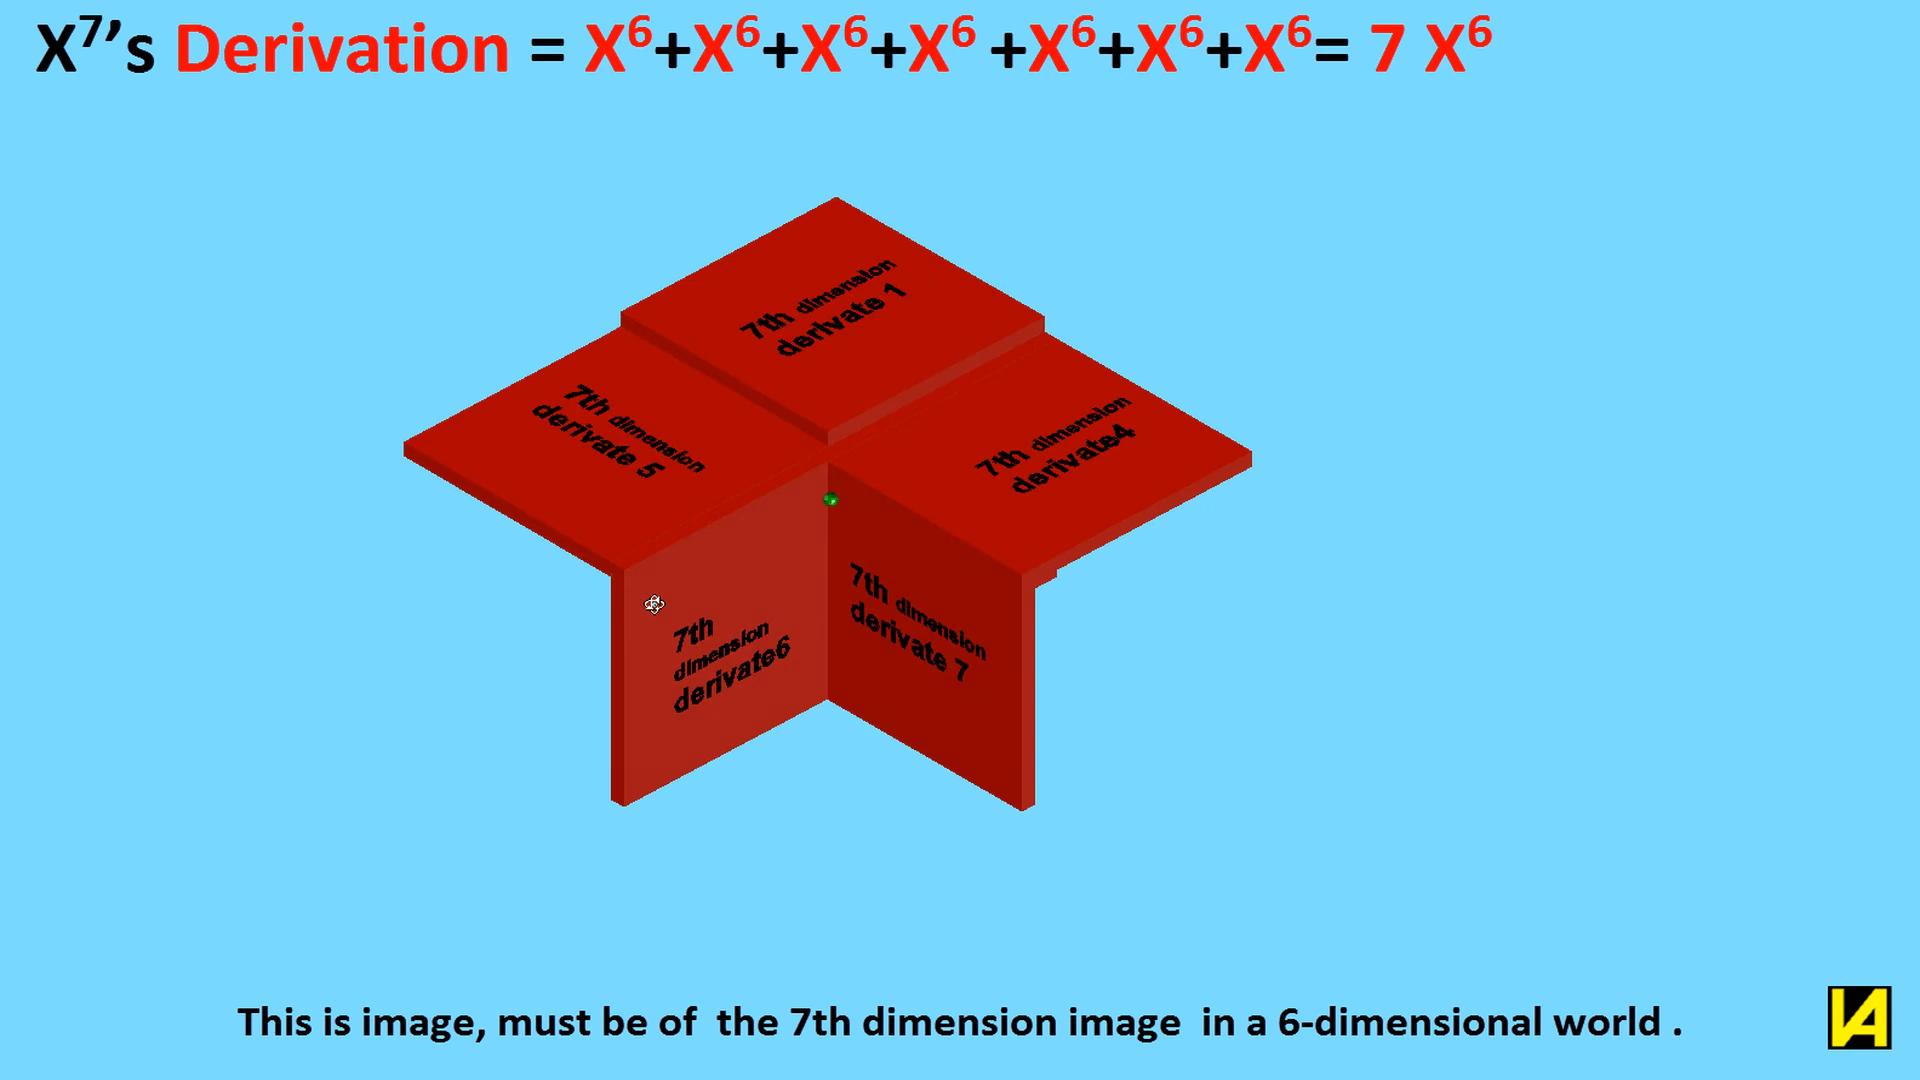 X⁷’s Derivation = X⁶+X⁶+X⁶+X⁶ +X⁶+X⁶+X⁶= 7 X⁶
7th dimension
derivate 1
7th dimension
derivate 5
7th dimension
derivate4
7th
dimension
derivate6
7th dimension
derivate 7
This is image, must be of the 7th dimension image in a 6-dimensional world .
VA